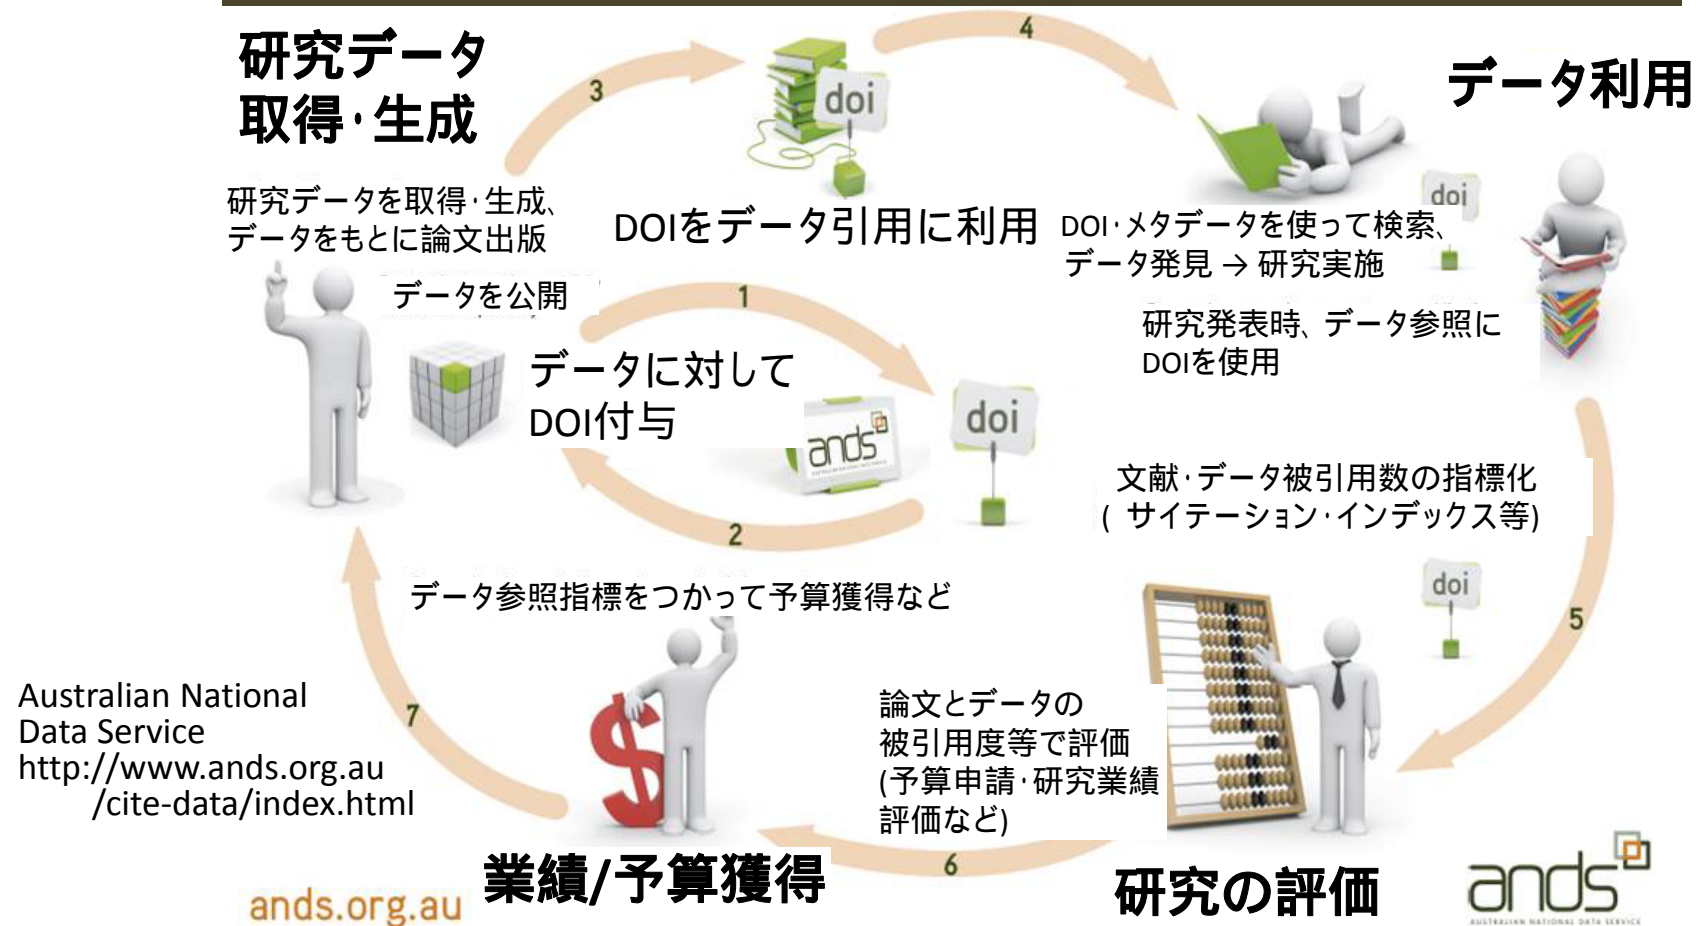 研究データ
取得・生成
3
doi
4
データ利用
研究データを取得・生成、
データをもとに論文出版
DOIをデータ引用に利用
doi
DOI・メタデータを使って検索、
データ発見 → 研究実施
データを公開
1
研究発表時、データ参照に
DOIを使用
データに対して
DOI付与
ands
doi
2
文献・データ被引用数の指標化
( サイテーション・インデックス等)
データ参照指標をつかって予算獲得など
doi
5
Australian National
Data Service
http://www.ands.org.au
/cite-data/index.html
7
論文とデータの
被引用度等で評価
(予算申請・研究業績
評価など)
6
業績/予算獲得
研究の評価
ands.org.au
ands
AUSTRALIAN NATIONAL DATA SERVICE